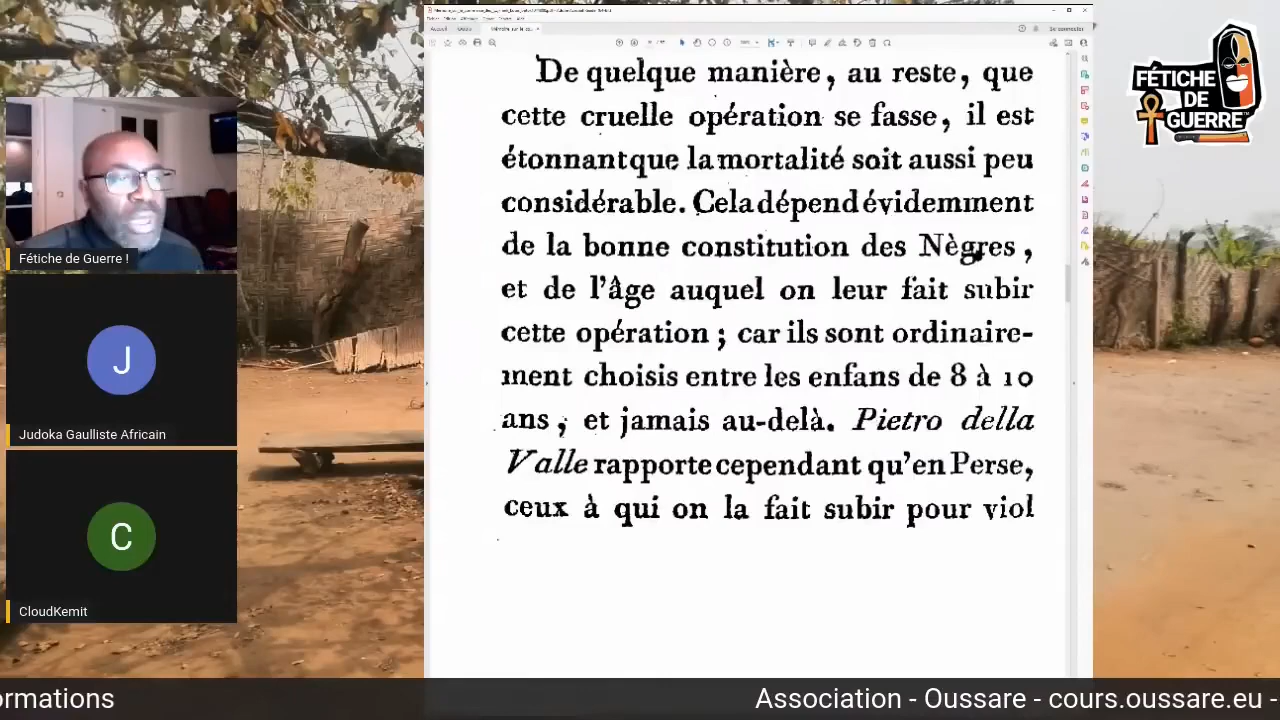 FÉTICHE
DE
GUERRE™
Fétiche de Guerre !
J
Judoka Gaulliste Africain
C
CloudKemit
De quelque manière, au reste, que
cette cruelle opération se fasse, il est
étonnant que la mortalité soit aussi peu
considérable. Cela dépend évidemment
de la bonne constitution des Nègres,
et de l'âge auquel on leur fait subir
cette opération ; car ils sont ordinaire-
ment choisis entre les enfans de 8 à 10
ans, et jamais au-delà. Pietro della
Valle rapporte cependant qu'en Perse,
ceux à qui on la fait subir pour viol
ormations
Association - Oussare - cours.oussare.eu -